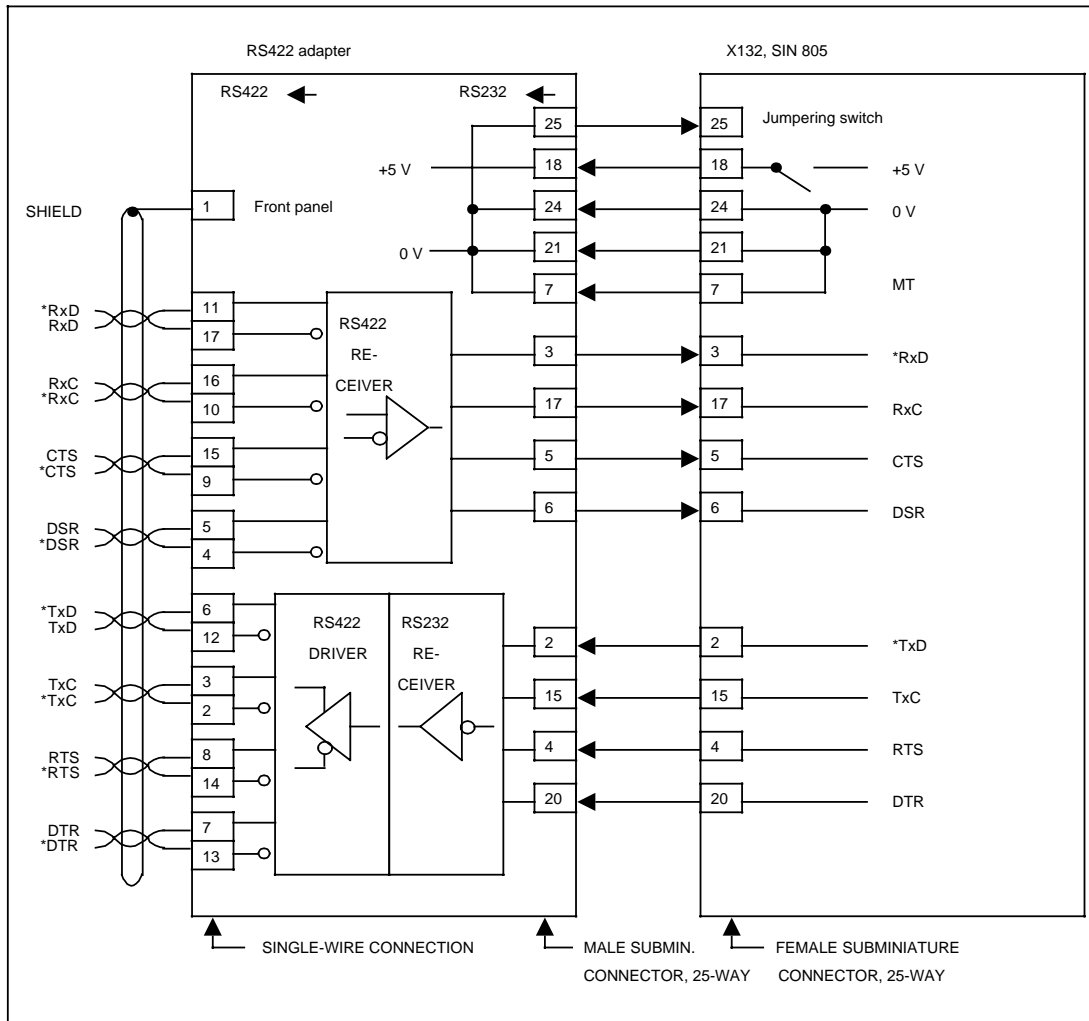 RS422 adapter
X132, SIN 805
RS422
RS232
25
25
Jumpering switch
+5 V
18
18
+5 V
SHIELD
1
Front panel
24
24
0 V
0 V
21
21
7
7
MT
*RxD
RxD
11
17
RS422
RE-
CEIVER
3
3
*RxD
RxC
*RxC
16
10
17
17
RxC
CTS
*CTS
15
9
5
5
CTS
DSR
*DSR
5
4
6
6
DSR
*TxD
TxD
6
12
RS422
DRIVER
RS232
RE-
CEIVER
2
2
*TxD
TxC
*TxC
3
2
15
15
TxC
RTS
*RTS
8
14
4
4
RTS
DTR
*DTR
7
13
20
20
DTR
SINGLE-WIRE CONNECTION
MALE SUBMIN.
CONNECTOR, 25-WAY
FEMALE SUBMINIATURE
CONNECTOR, 25-WAY